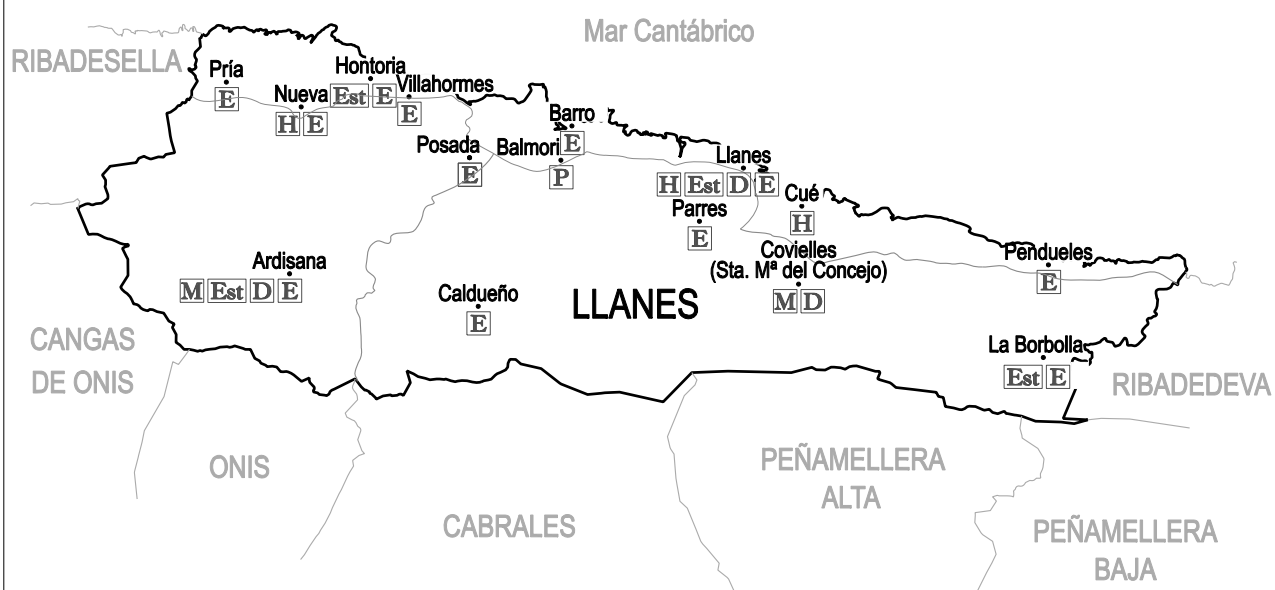 Mar Cantábrico
RIBADESELLA
Pría
E
Nueva
H E
Hontoria
Est E
Villahormes
E
Posada
E
Balmori
P
Barro
E
Llanes
H Est D E
Cué
H
Parres
E
Covielles
(Sta. Mª del Concejo)
M D
Pendueles
E
Ardisana
M Est D E
Caldueño
E
LLANES
La Borbolla
Est E
CANGAS
DE ONIS
RIBADEDEVA
ONIS
CABRALES
PEÑAMELLERA
ALTA
PEÑAMELLERA
BAJA